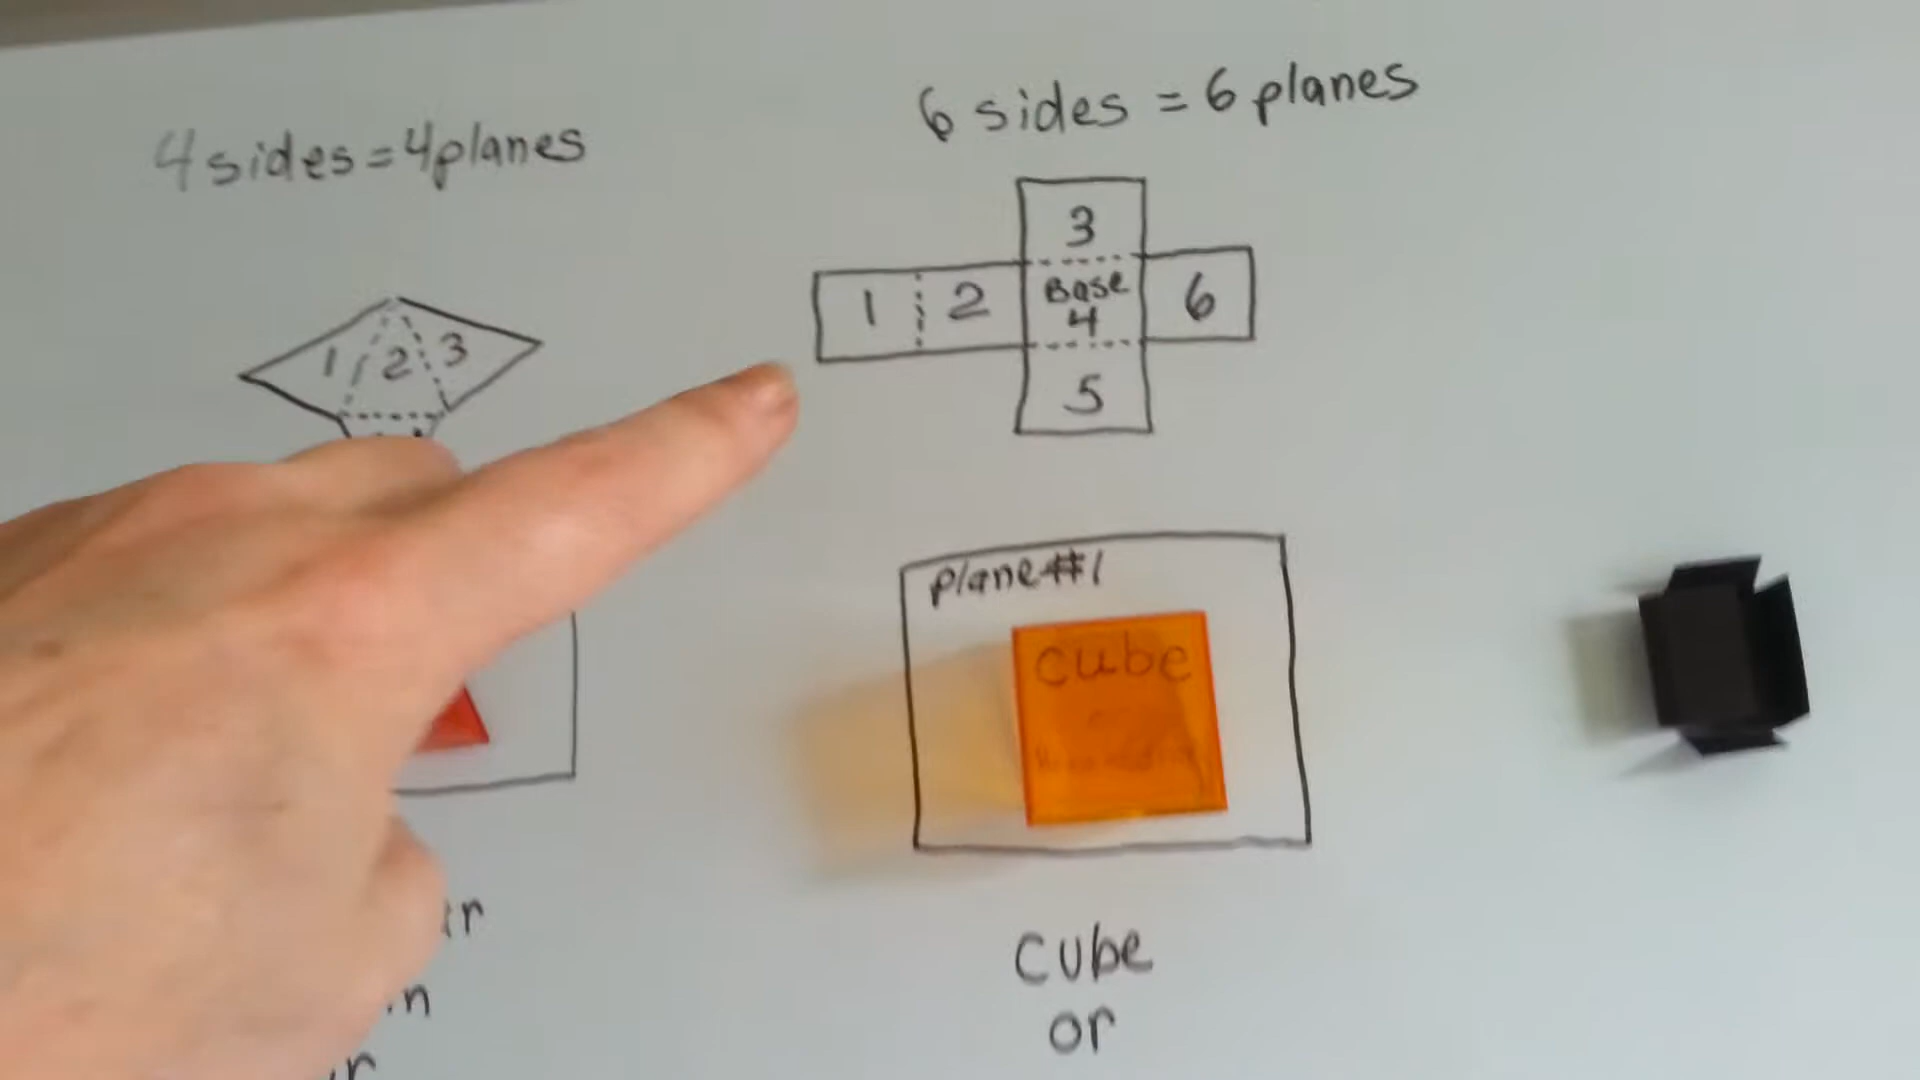 4 sides = 4 planes
6 sides = 6 planes
1 2 3
3
1 2 Base 6
4
5
plane #1
cube
or
cube
or